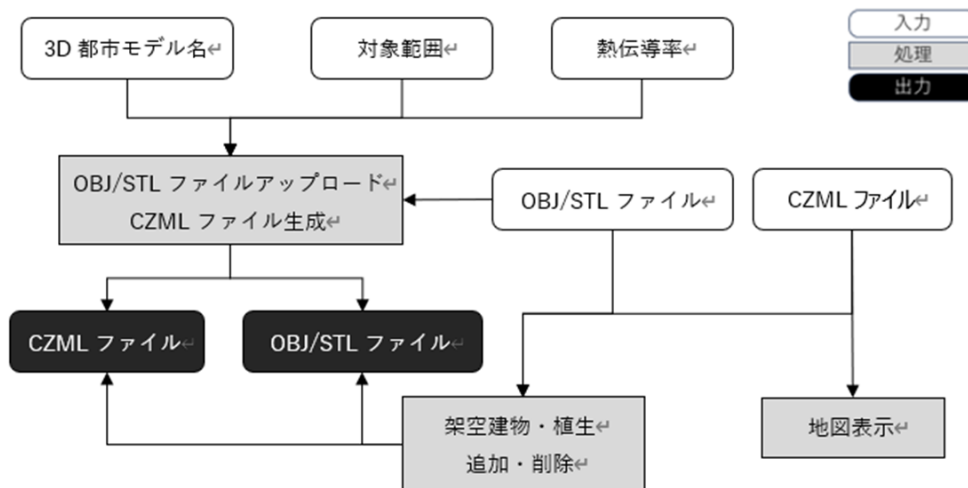 3D 都市モデル名↵
対象範囲↵
熱伝導率↵
入力
処理
出力
OBJ/STL ファイルアップロード↵
CZML ファイル生成↵
OBJ/STL ファイル↵
CZML ファイル↵
CZML ファイル↵
OBJ/STL ファイル↵
架空建物・植生↵
追加・削除↵
地図表示↵